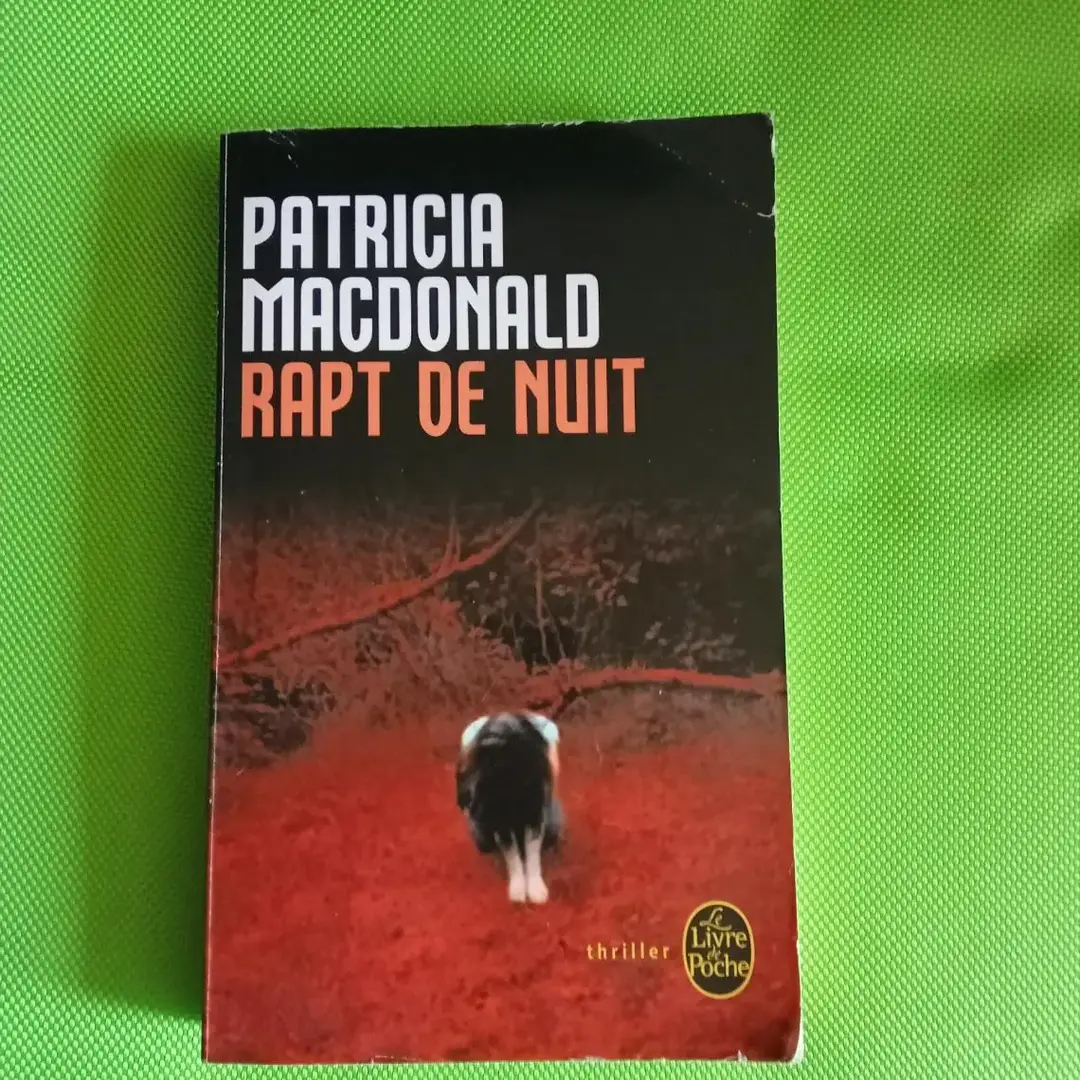 PATRICIA
MACDONALD
RAPT DE NUIT
thriller
Le
Livre
de
Poche